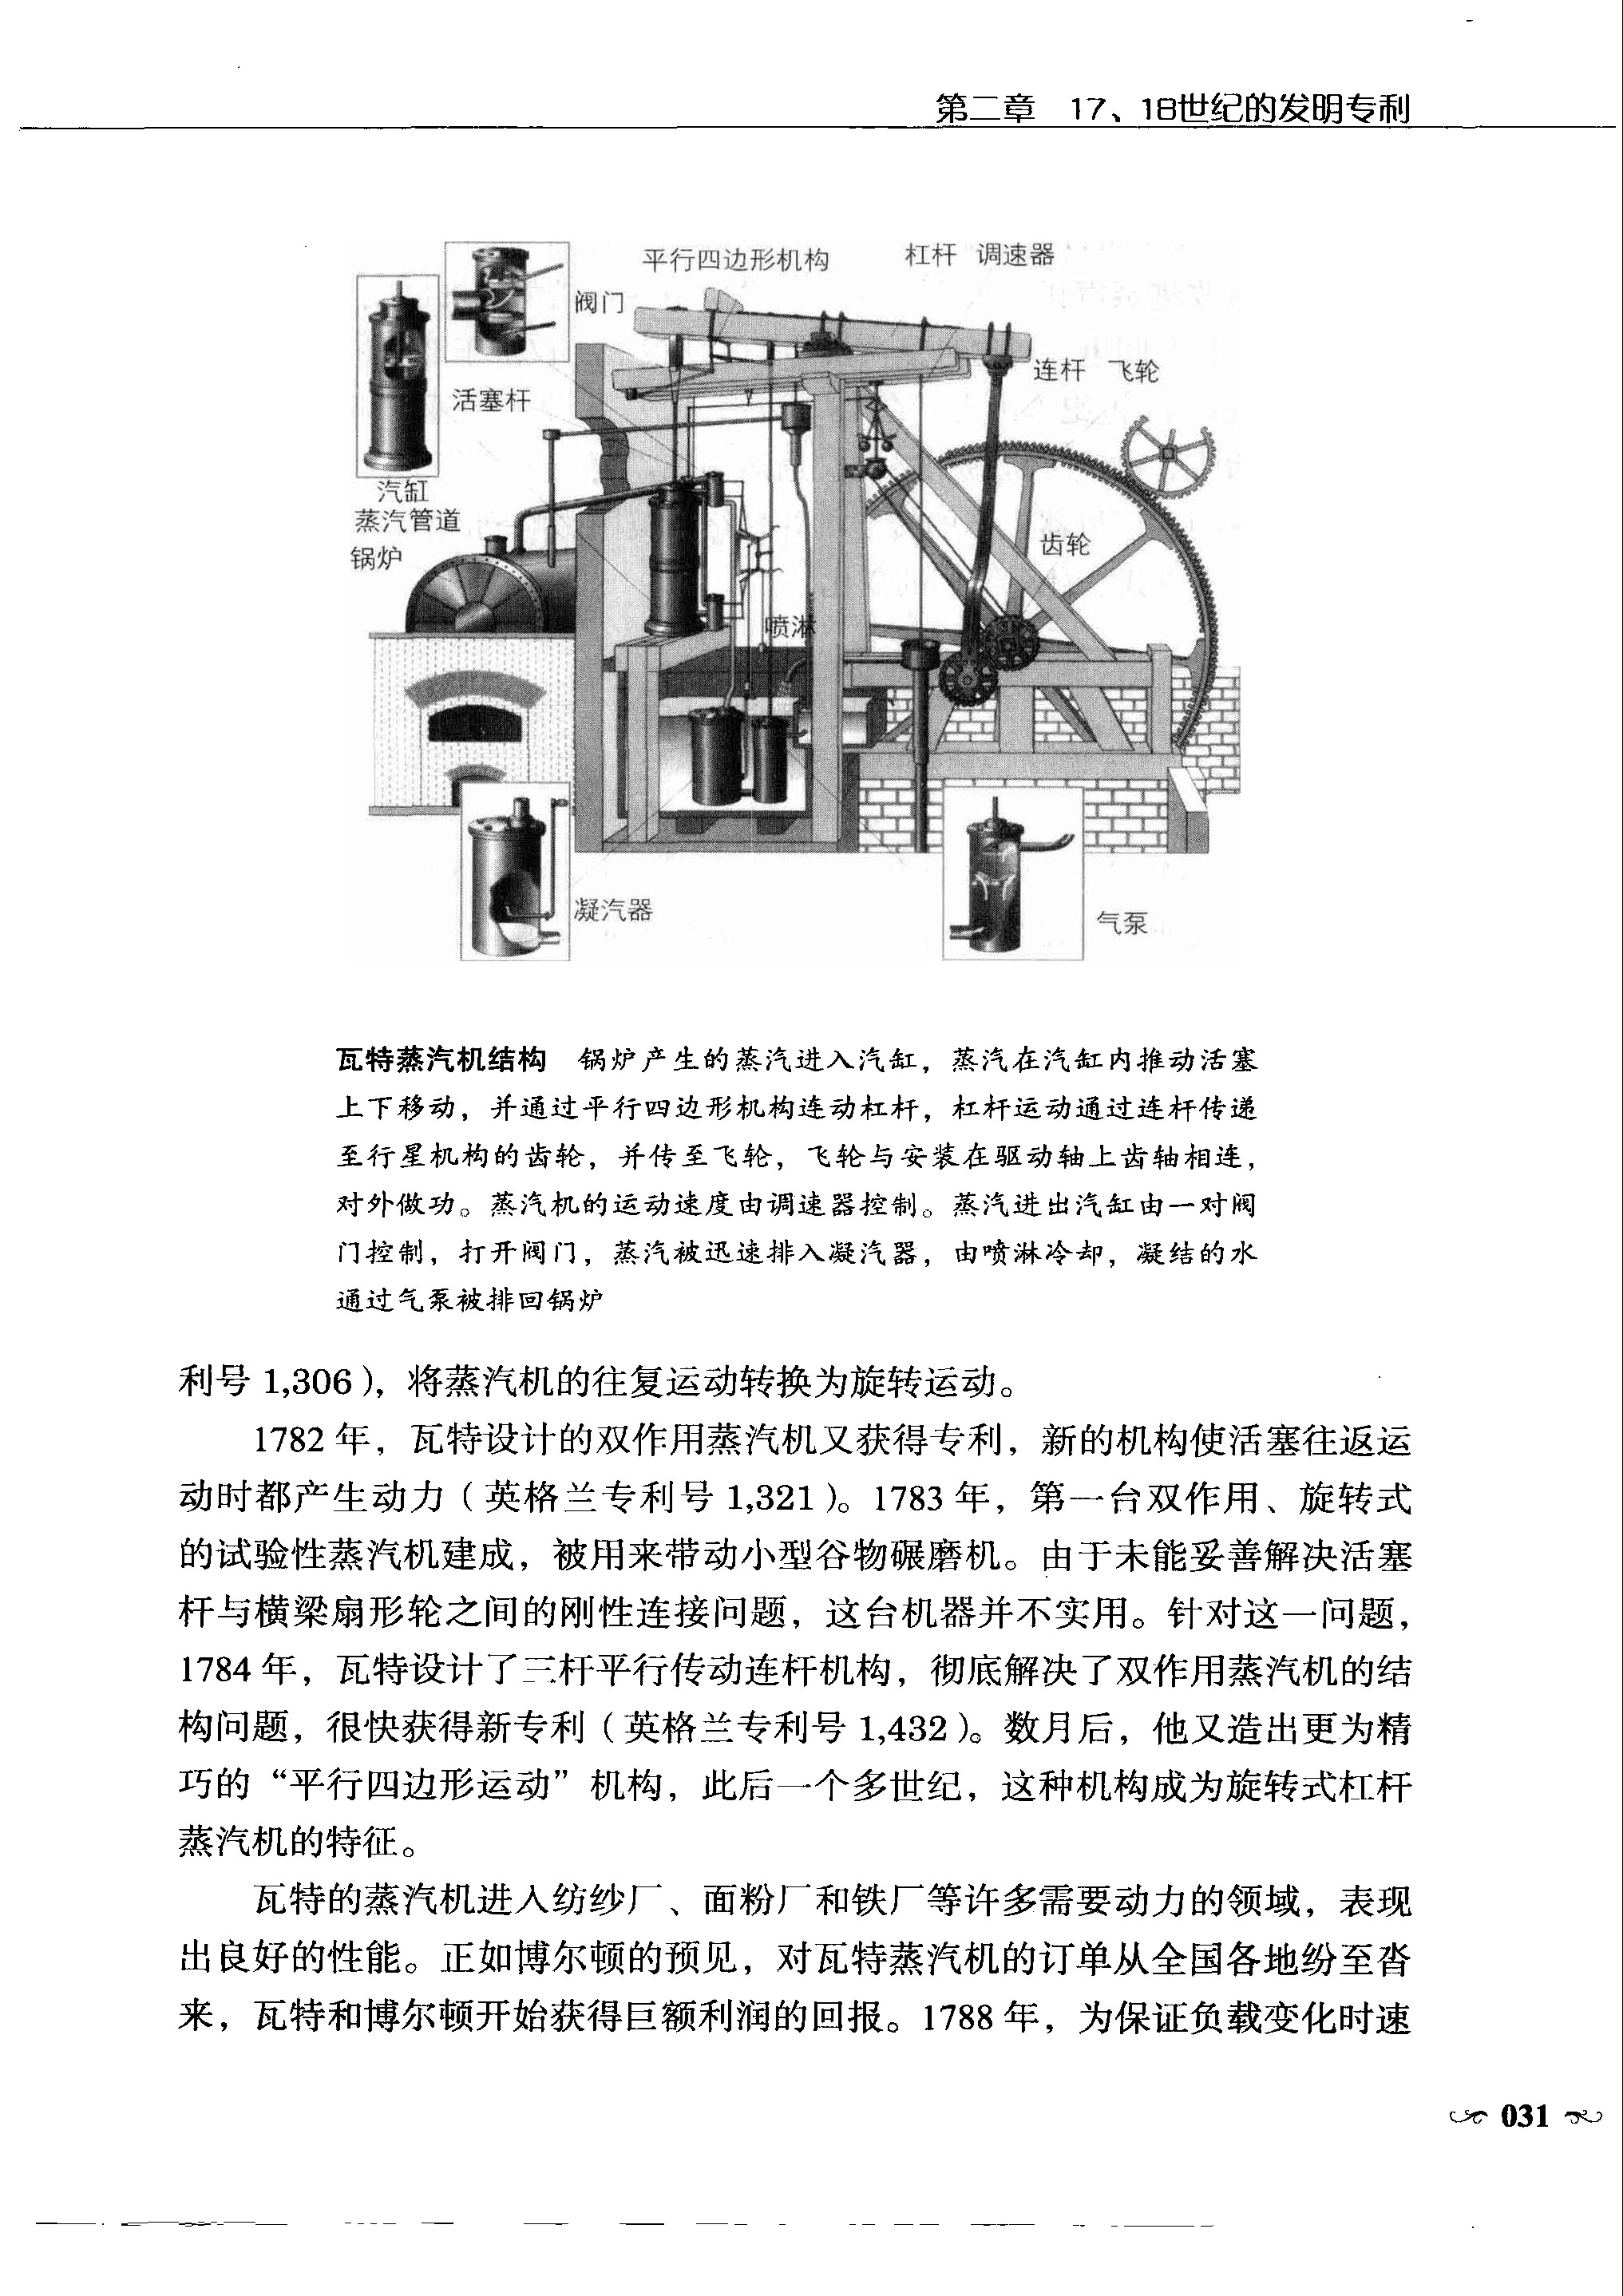 第二章 17、18世纪的发明专利
平行四边形机构
杠杆 调速器
阀门
连杆 飞轮
活塞杆
汽缸
蒸汽管道
锅炉
齿轮
喷淋
凝汽器
气泵
瓦特蒸汽机结构 锅炉产生的蒸汽进入汽缸，蒸汽在汽缸内推动活塞
上下移动，并通过平行四边形机构连动杠杆，杠杆运动通过连杆传递
至行星机构的齿轮，并传至飞轮，飞轮与安装在驱动轴上齿轴相连，
对外做功。蒸汽机的运动速度由调速器控制。蒸汽进出汽缸由一对阀
门控制，打开阀门，蒸汽被迅速排入凝汽器，由喷淋冷却，凝结的水
通过气泵被排回锅炉
利号 1,306），将蒸汽机的往复运动转换为旋转运动。
1782 年，瓦特设计的双作用蒸汽机又获得专利，新的机构使活塞往返运
动时都产生动力（英格兰专利号 1,321）。1783 年，第一台双作用、旋转式
的试验性蒸汽机建成，被用来带动小型谷物碾磨机。由于未能妥善解决活塞
杆与横梁扇形轮之间的刚性连接问题，这台机器并不实用。针对这一问题，
1784 年，瓦特设计了三杆平行传动连杆机构，彻底解决了双作用蒸汽机的结
构问题，很快获得新专利（英格兰专利号 1,432）。数月后，他又造出更为精
巧的“平行四边形运动”机构，此后一个多世纪，这种机构成为旋转式杠杆
蒸汽机的特征。
瓦特的蒸汽机进入纺纱厂、面粉厂和铁厂等许多需要动力的领域，表现
出良好的性能。正如博尔顿的预见，对瓦特蒸汽机的订单从全国各地纷至沓
来，瓦特和博尔顿开始获得巨额利润的回报。1788 年，为保证负载变化时速
031